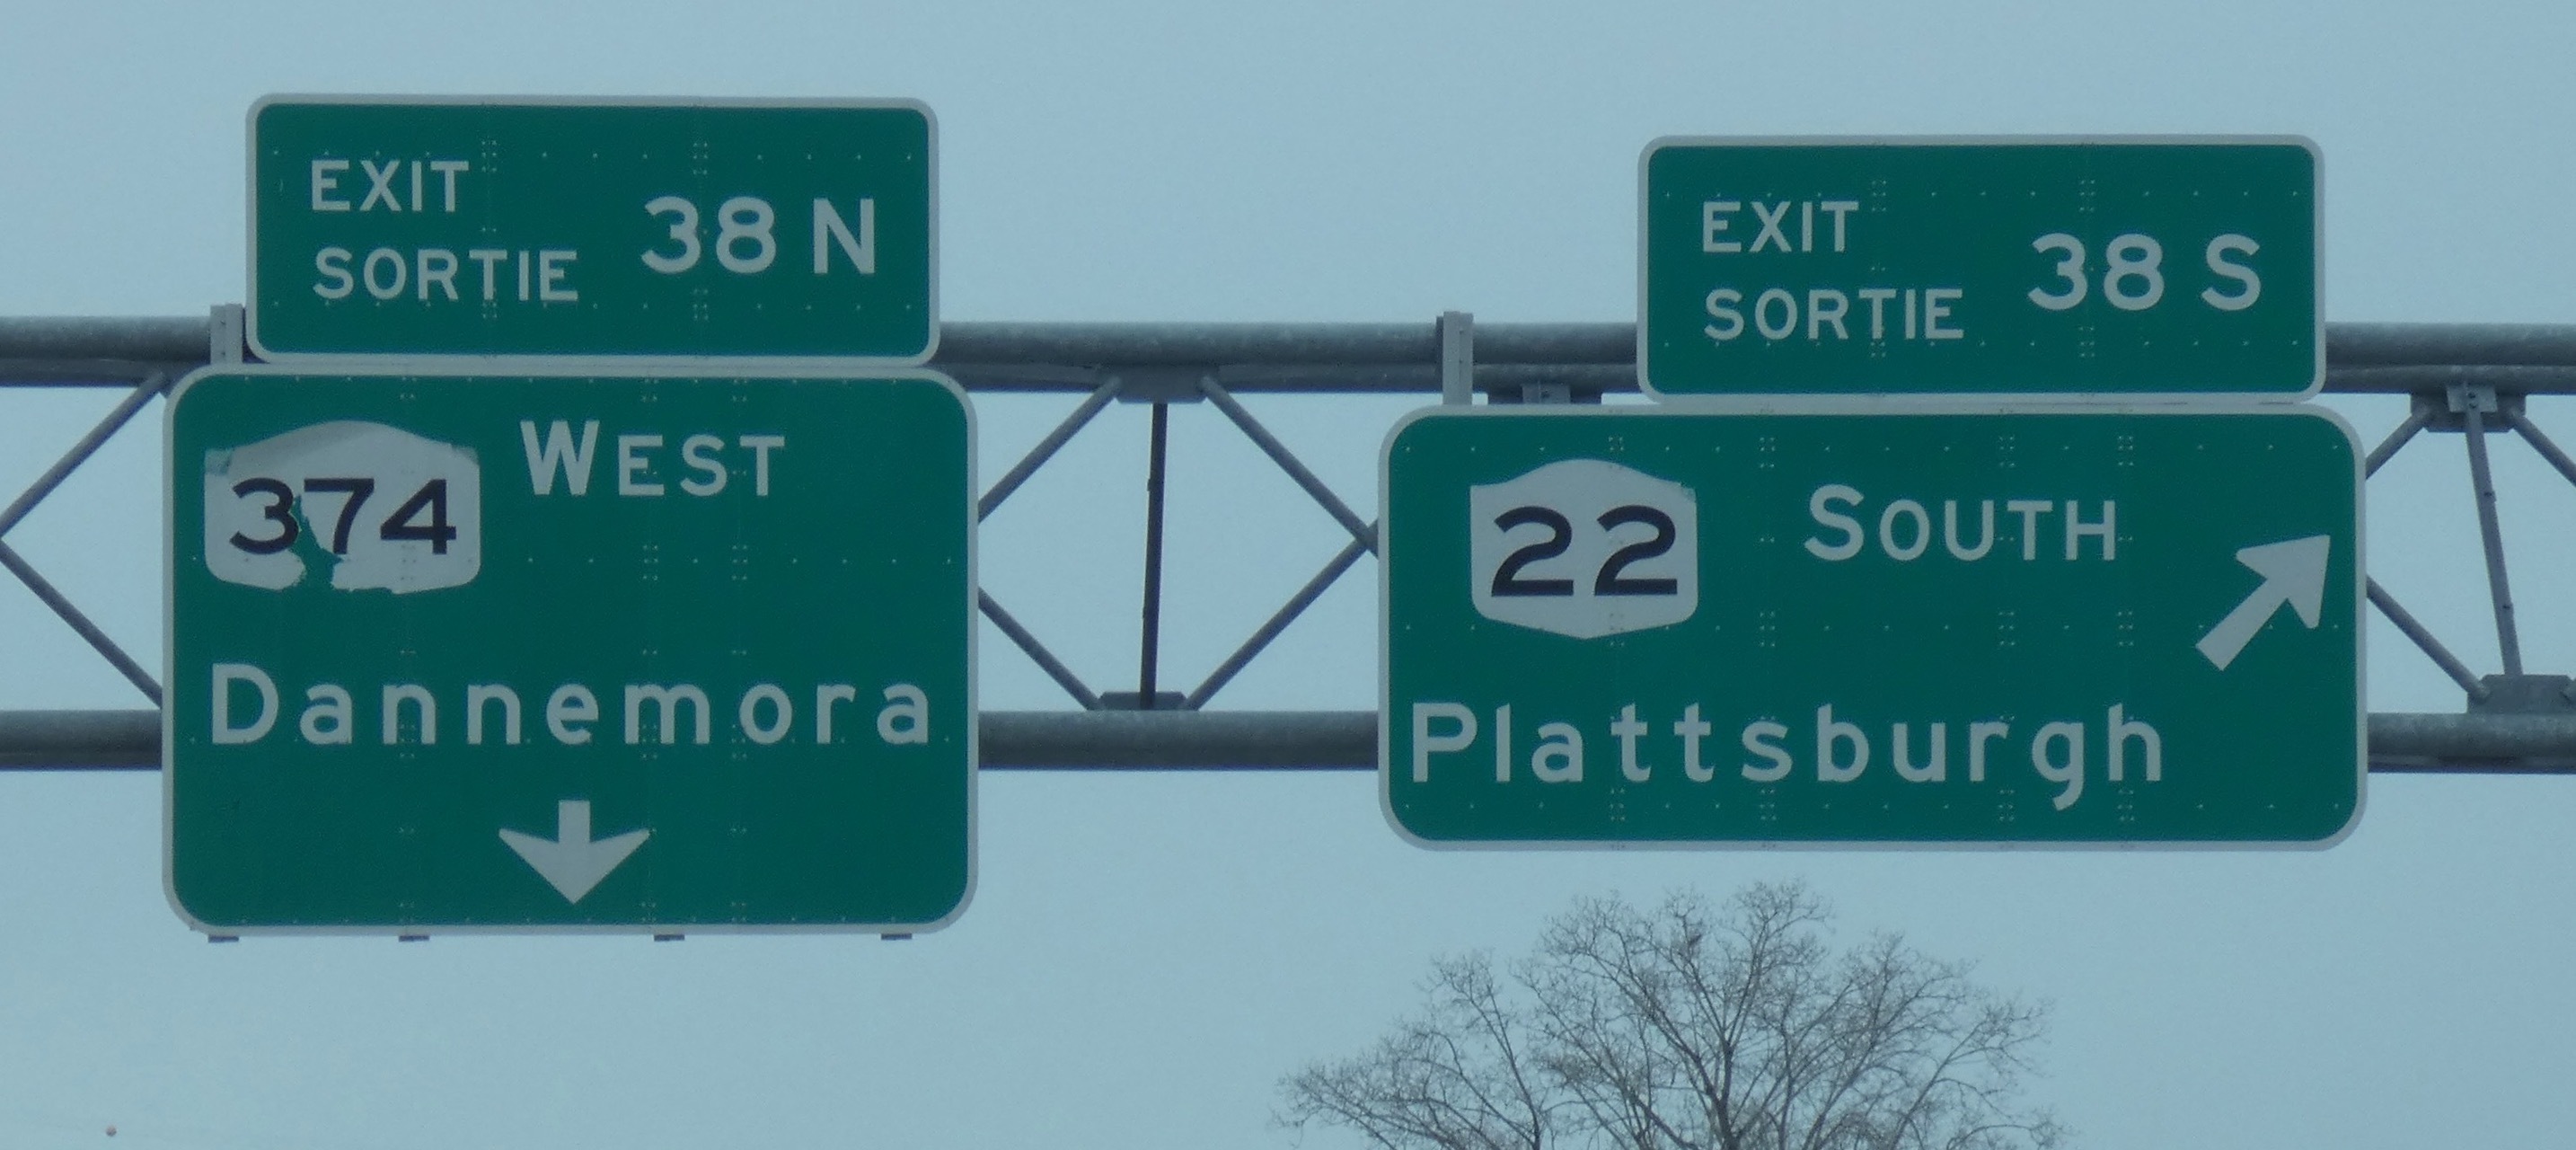 EXIT
SORTIE 38 N
374 WEST
Dannemora
EXIT
SORTIE 38 S
22 SOUTH
Plattsburgh